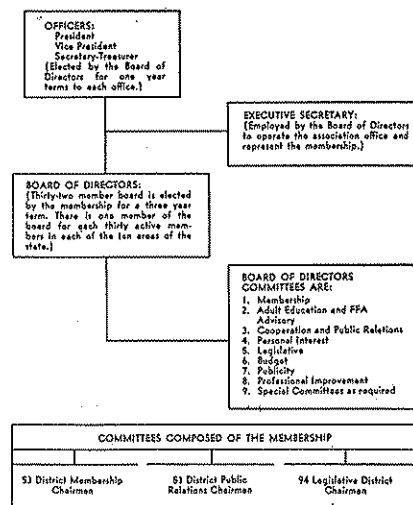 OFFICERS:
President
Vice President
Secretary-Treasurer
(Elected by the Board of
Directors for one year
terms to each office.)
EXECUTIVE SECRETARY:
(Employed by the Board of Directors
to operate the association office and
represent the membership.)
BOARD OF DIRECTORS:
(Thirty-two member board is elected
by the membership for a three year
term. There is one member of the
board for each thirty active mem-
bers in each of the ten areas of the
state.)
BOARD OF DIRECTORS
COMMITTEES ARE:
1. Membership
2. Adult Education and FFA
Advisory
3. Cooperation and Public Relations
4. Personal Interest
5. Legislative
6. Budget
7. Publicity
8. Professional Improvement
9. Special Committees as required
COMMITTEES COMPOSED OF THE MEMBERSHIP
53 District Membership
Chairmen
53 District Public
Relations Chairmen
94 Legislative District
Chairmen